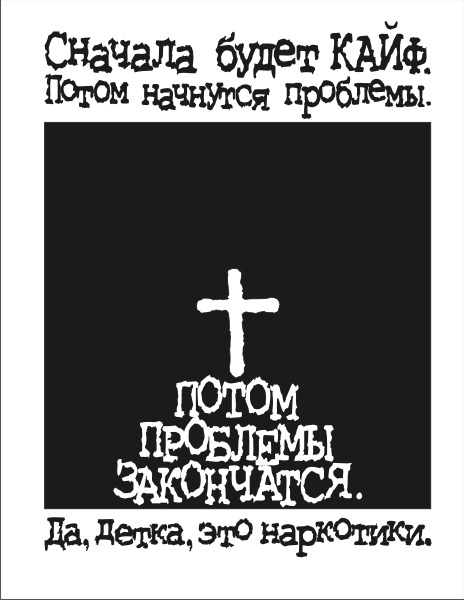 Сначала будет КАЙФ.
Потом начнутся проблемы.
ПОТОМ
ПРОБЛЕМЫ
ЗАКОНЧАТСЯ.
Да, детка, это наркотики.